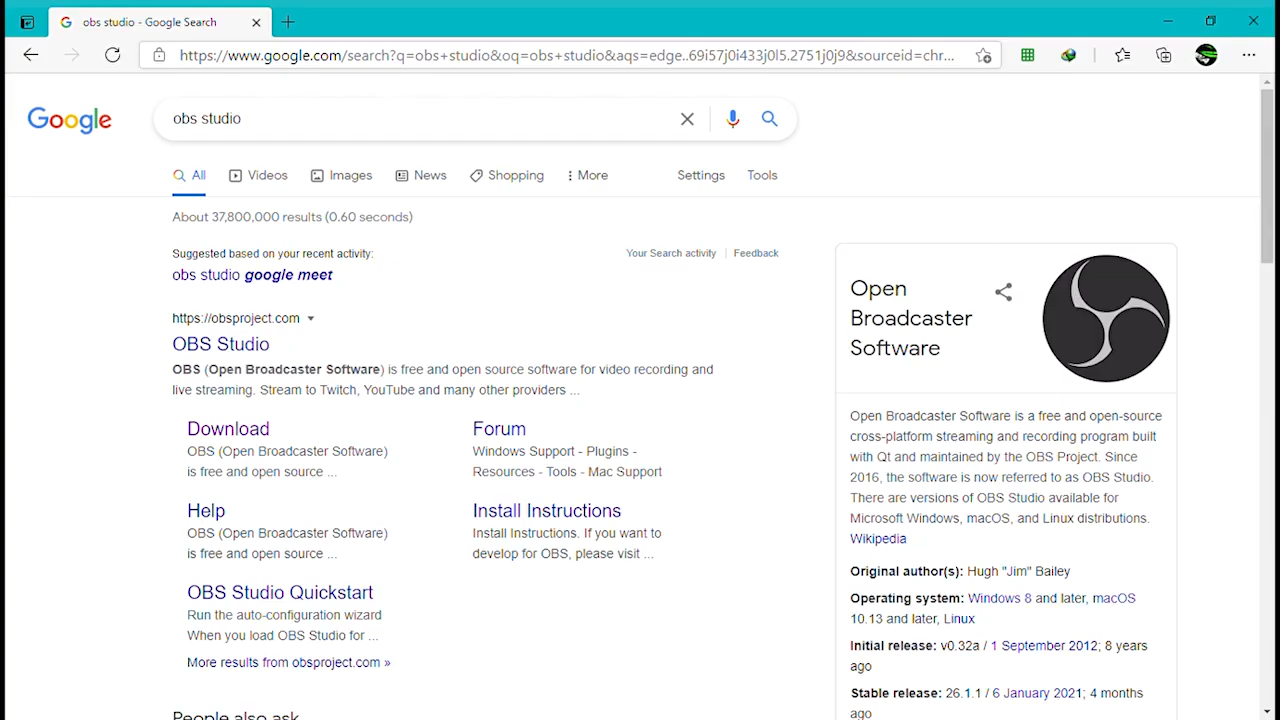 obs studio - Google Search
https://www.google.com/search?q=obs+studio&oq=obs+studio&aqs=edge..69i57j0i433j0l5.2751j0j9&sourceid=chr...
Google
obs studio
All
Videos
Images
News
Shopping
More
Settings
Tools
About 37,800,000 results (0.60 seconds)
Suggested based on your recent activity:
Your Search activity
Feedback
obs studio google meet
https://obsproject.com
OBS Studio
OBS (Open Broadcaster Software) is free and open source software for video recording and
live streaming. Stream to Twitch, YouTube and many other providers ...
Download
OBS (Open Broadcaster Software)
is free and open source ...
Forum
Windows Support - Plugins -
Resources - Tools - Mac Support
Help
OBS (Open Broadcaster Software)
is free and open source ...
Install Instructions
Install Instructions. If you want to
develop for OBS, please visit ...
OBS Studio Quickstart
Run the auto-configuration wizard
When you load OBS Studio for ...
More results from obsproject.com »
People also ask
Open
Broadcaster
Software
Open Broadcaster Software is a free and open-source
cross-platform streaming and recording program built
with Qt and maintained by the OBS Project. Since
2016, the software is now referred to as OBS Studio.
There are versions of OBS Studio available for
Microsoft Windows, macOS, and Linux distributions.
Wikipedia
Original author(s): Hugh "Jim" Bailey
Operating system: Windows 8 and later, macOS
10.13 and later, Linux
Initial release: v0.32a / 1 September 2012; 8 years
ago
Stable release: 26.1.1 / 6 January 2021; 4 months
ago